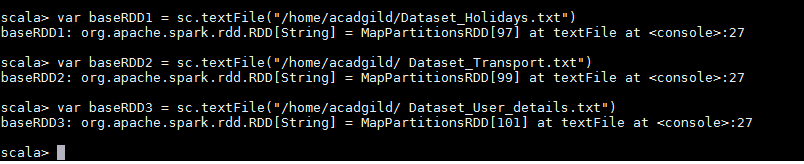 scala> var baseRDD1 = sc.textFile("/home/acadgild/Dataset_Holidays.txt")
baseRDD1: org.apache.spark.rdd.RDD[String] = MapPartitionsRDD[97] at textFile at <console>:27
scala> var baseRDD2 = sc.textFile("/home/acadgild/ Dataset_Transport.txt")
baseRDD2: org.apache.spark.rdd.RDD[String] = MapPartitionsRDD[99] at textFile at <console>:27
scala> var baseRDD3 = sc.textFile("/home/acadgild/ Dataset_User_details.txt")
baseRDD3: org.apache.spark.rdd.RDD[String] = MapPartitionsRDD[101] at textFile at <console>:27
scala>